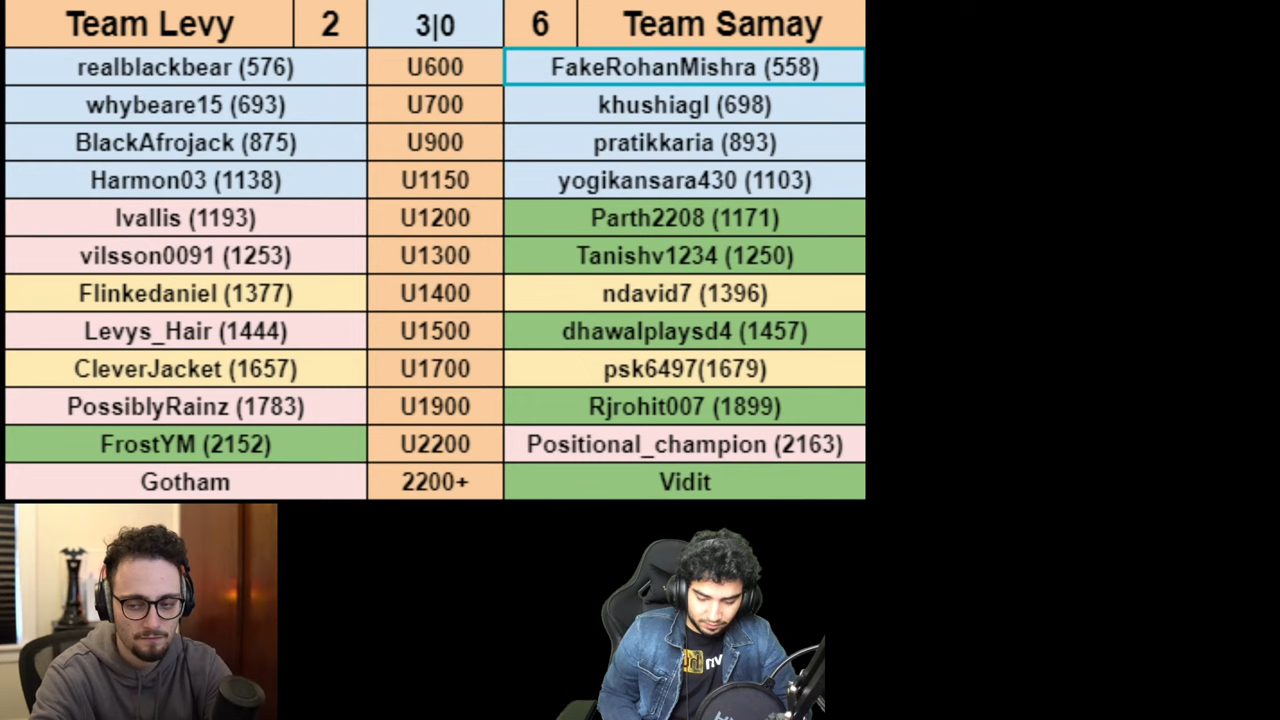 Team Levy 2 3|0 6 Team Samay
realblackbear (576) U600 FakeRohanMishra (558)
whybeare15 (693) U700 khushiagl (698)
BlackAfrojack (875) U900 pratikkaria (893)
Harmon03 (1138) U1150 yogikansara430 (1103)
Ivallis (1193) U1200 Parth2208 (1171)
vilsson0091 (1253) U1300 Tanishv1234 (1250)
Flinkedaniel (1377) U1400 ndavid7 (1396)
Levys_Hair (1444) U1500 dhawalplaysd4 (1457)
CleverJacket (1657) U1700 psk6497(1679)
PossiblyRainz (1783) U1900 Rjrohit007 (1899)
FrostYM (2152) U2200 Positional_champion (2163)
Gotham 2200+ Vidit